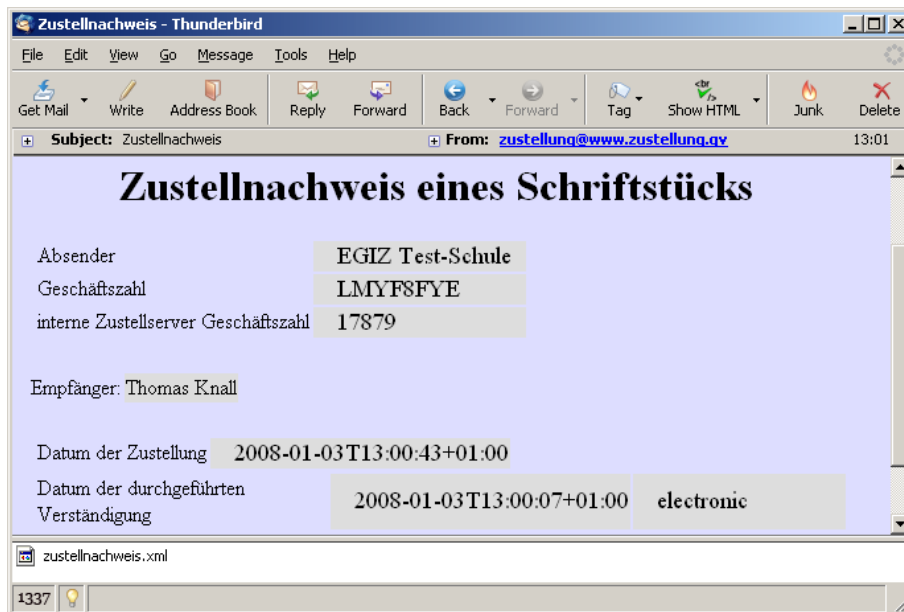 Zustellnachweis - Thunderbird
File Edit View Go Message Tools Help
Get Mail Write Address Book Reply Forward Back Forward Tag Show HTML Junk Delete
Subject: Zustellnachweis From: zustellung@www.zustellung.gv 13:01
Zustellnachweis eines Schriftstücks
Absender EGIZ Test-Schule
Geschäftszahl LMYF8FYE
interne Zustellserver Geschäftszahl 17879
Empfänger: Thomas Knall
Datum der Zustellung 2008-01-03T13:00:43+01:00
Datum der durchgeführten
Verständigung 2008-01-03T13:00:07+01:00 electronic
zustellnachweis.xml
1337